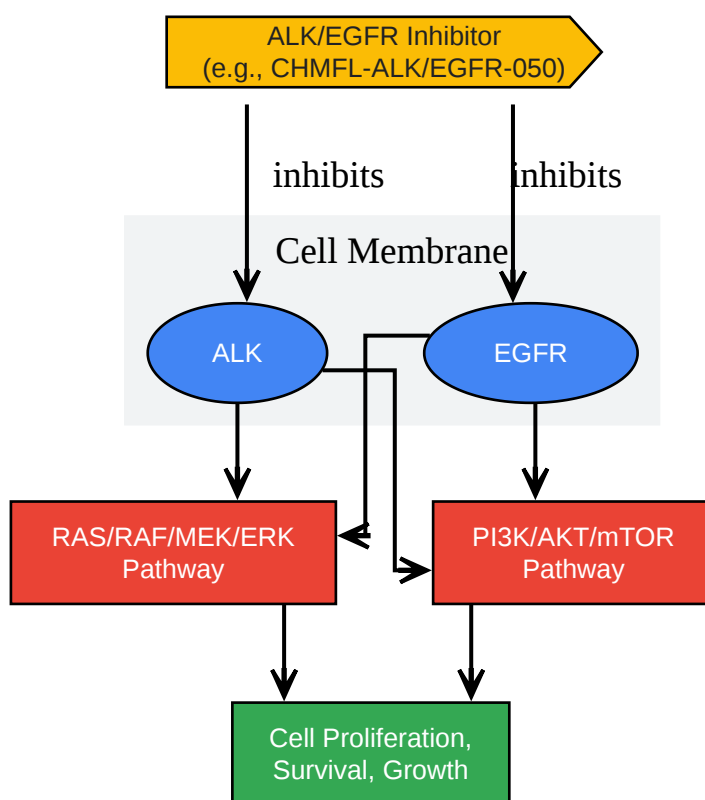 ALK/EGFR Inhibitor
(e.g., CHMFL-ALK/EGFR-050)
inhibits
inhibits
Cell Membrane
ALK
EGFR
RAS/RAF/MEK/ERK
Pathway
PI3K/AKT/mTOR
Pathway
Cell Proliferation,
Survival, Growth